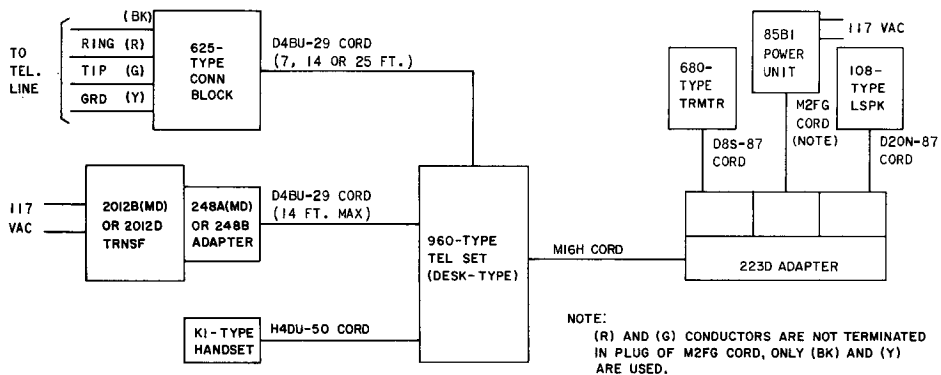 (BK)
RING (R)
TIP (G)
GRD (Y)
TO
TEL.
LINE
625-
TYPE
CONN
BLOCK
D4BU-29 CORD
(7, 14 OR 25 FT.)
117
VAC
2012B(MD)
OR 2012D
TRNSF
248A(MD)
OR 248B
ADAPTER
D4BU-29 CORD
(14 FT. MAX)
K1-TYPE
HANDSET
H4DU-50 CORD
960-TYPE
TEL SET
(DESK-TYPE)
M16H CORD
85B1
POWER
UNIT
117 VAC
680-
TYPE
TRMTR
108-
TYPE
LSPK
D8S-87
CORD
M2FG
CORD
(NOTE)
D20N-87
CORD
223D ADAPTER
NOTE:
(R) AND (G) CONDUCTORS ARE NOT TERMINATED
IN PLUG OF M2FG CORD, ONLY (BK) AND (Y)
ARE USED.